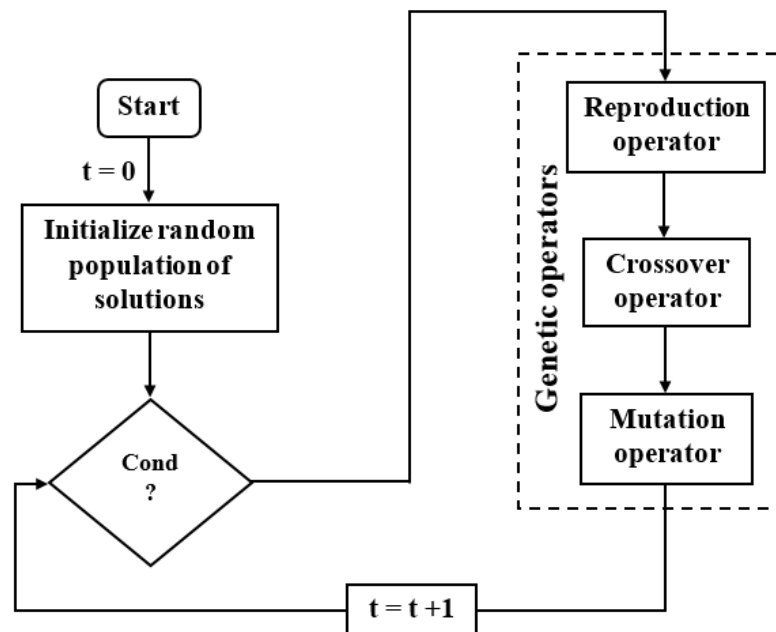 Start
t = 0
Initialize random
population of
solutions
Cond
?
Genetic operators
Reproduction
operator
Crossover
operator
Mutation
operator
t = t +1